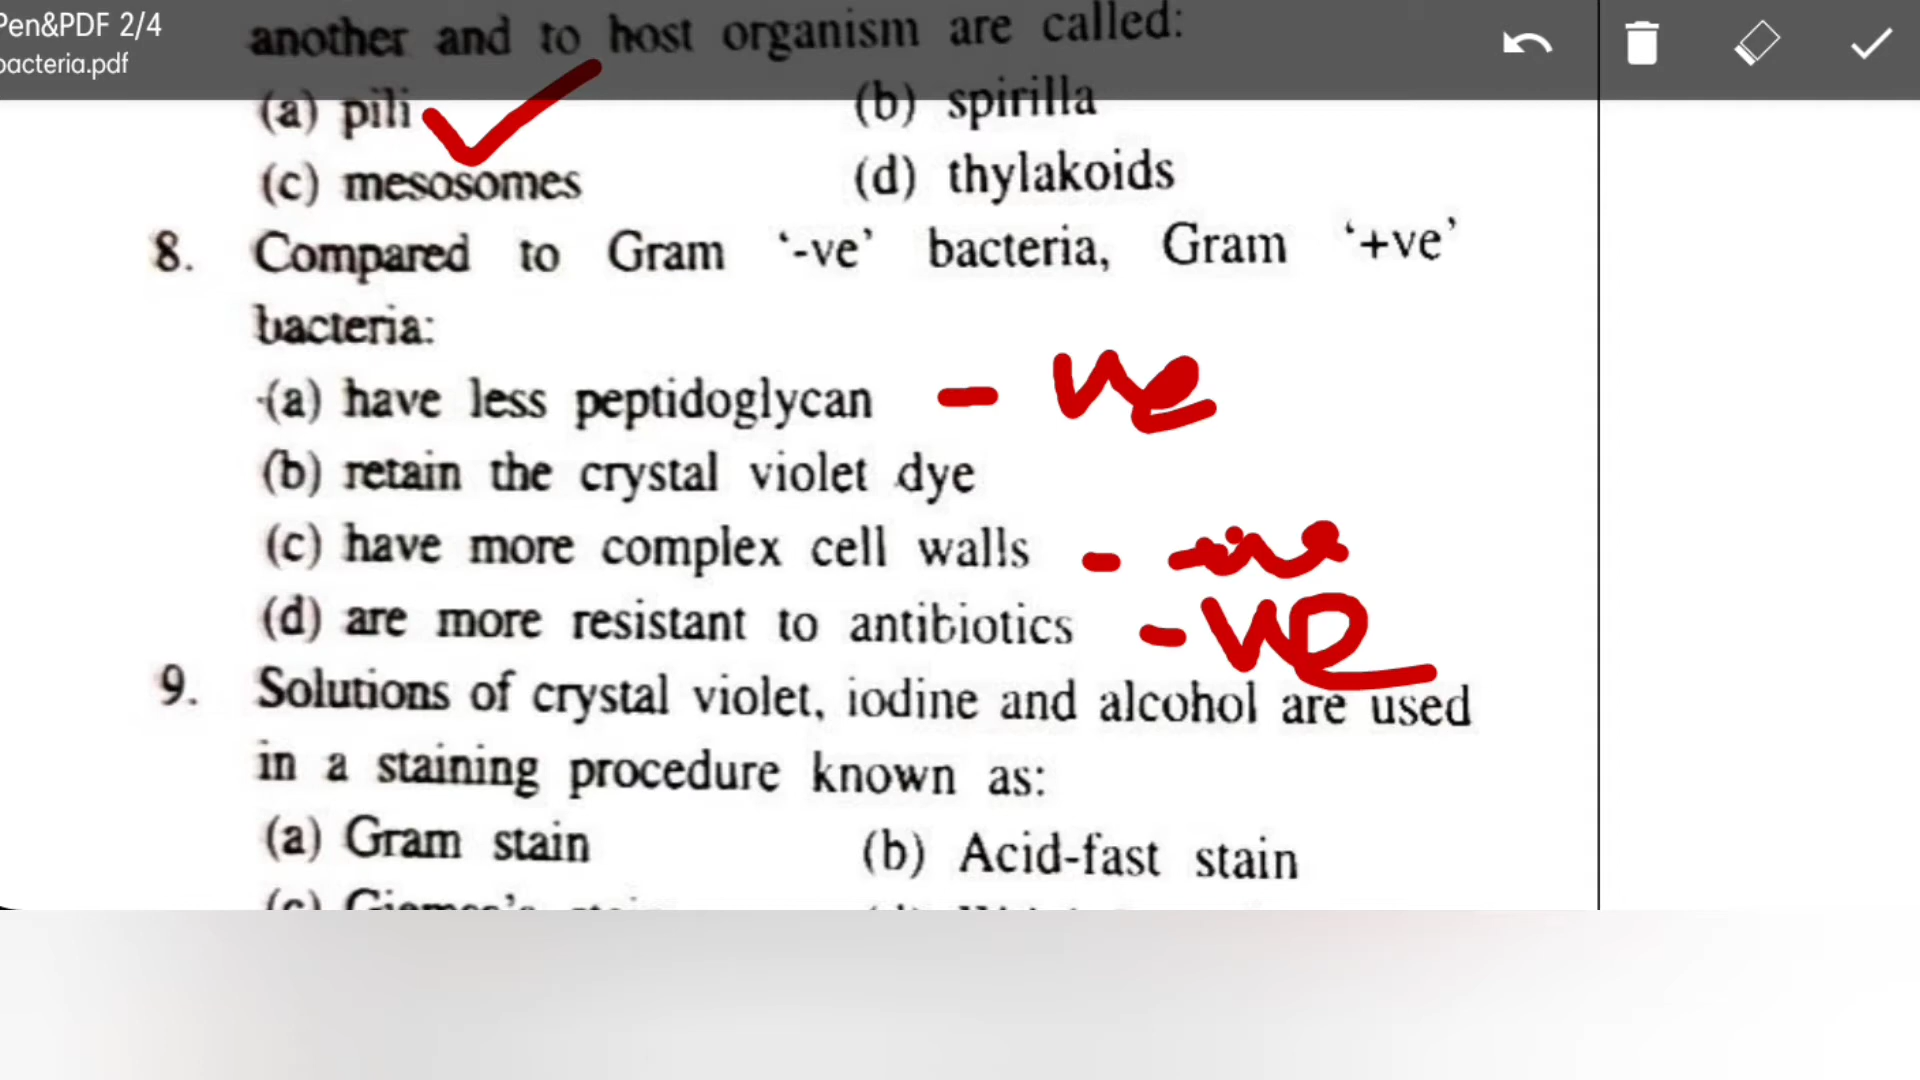 Pen&PDF 2/4
bacteria.pdf
another and to host organism are called:
(a) pili (b) spirilla
(c) mesosomes (d) thylakoids
8. Compared to Gram ‘-ve’ bacteria, Gram ‘+ve’
bacteria:
(a) have less peptidoglycan - ve
(b) retain the crystal violet dye
(c) have more complex cell walls -
(d) are more resistant to antibiotics -ve
9. Solutions of crystal violet, iodine and alcohol are used
in a staining procedure known as:
(a) Gram stain (b) Acid-fast stain